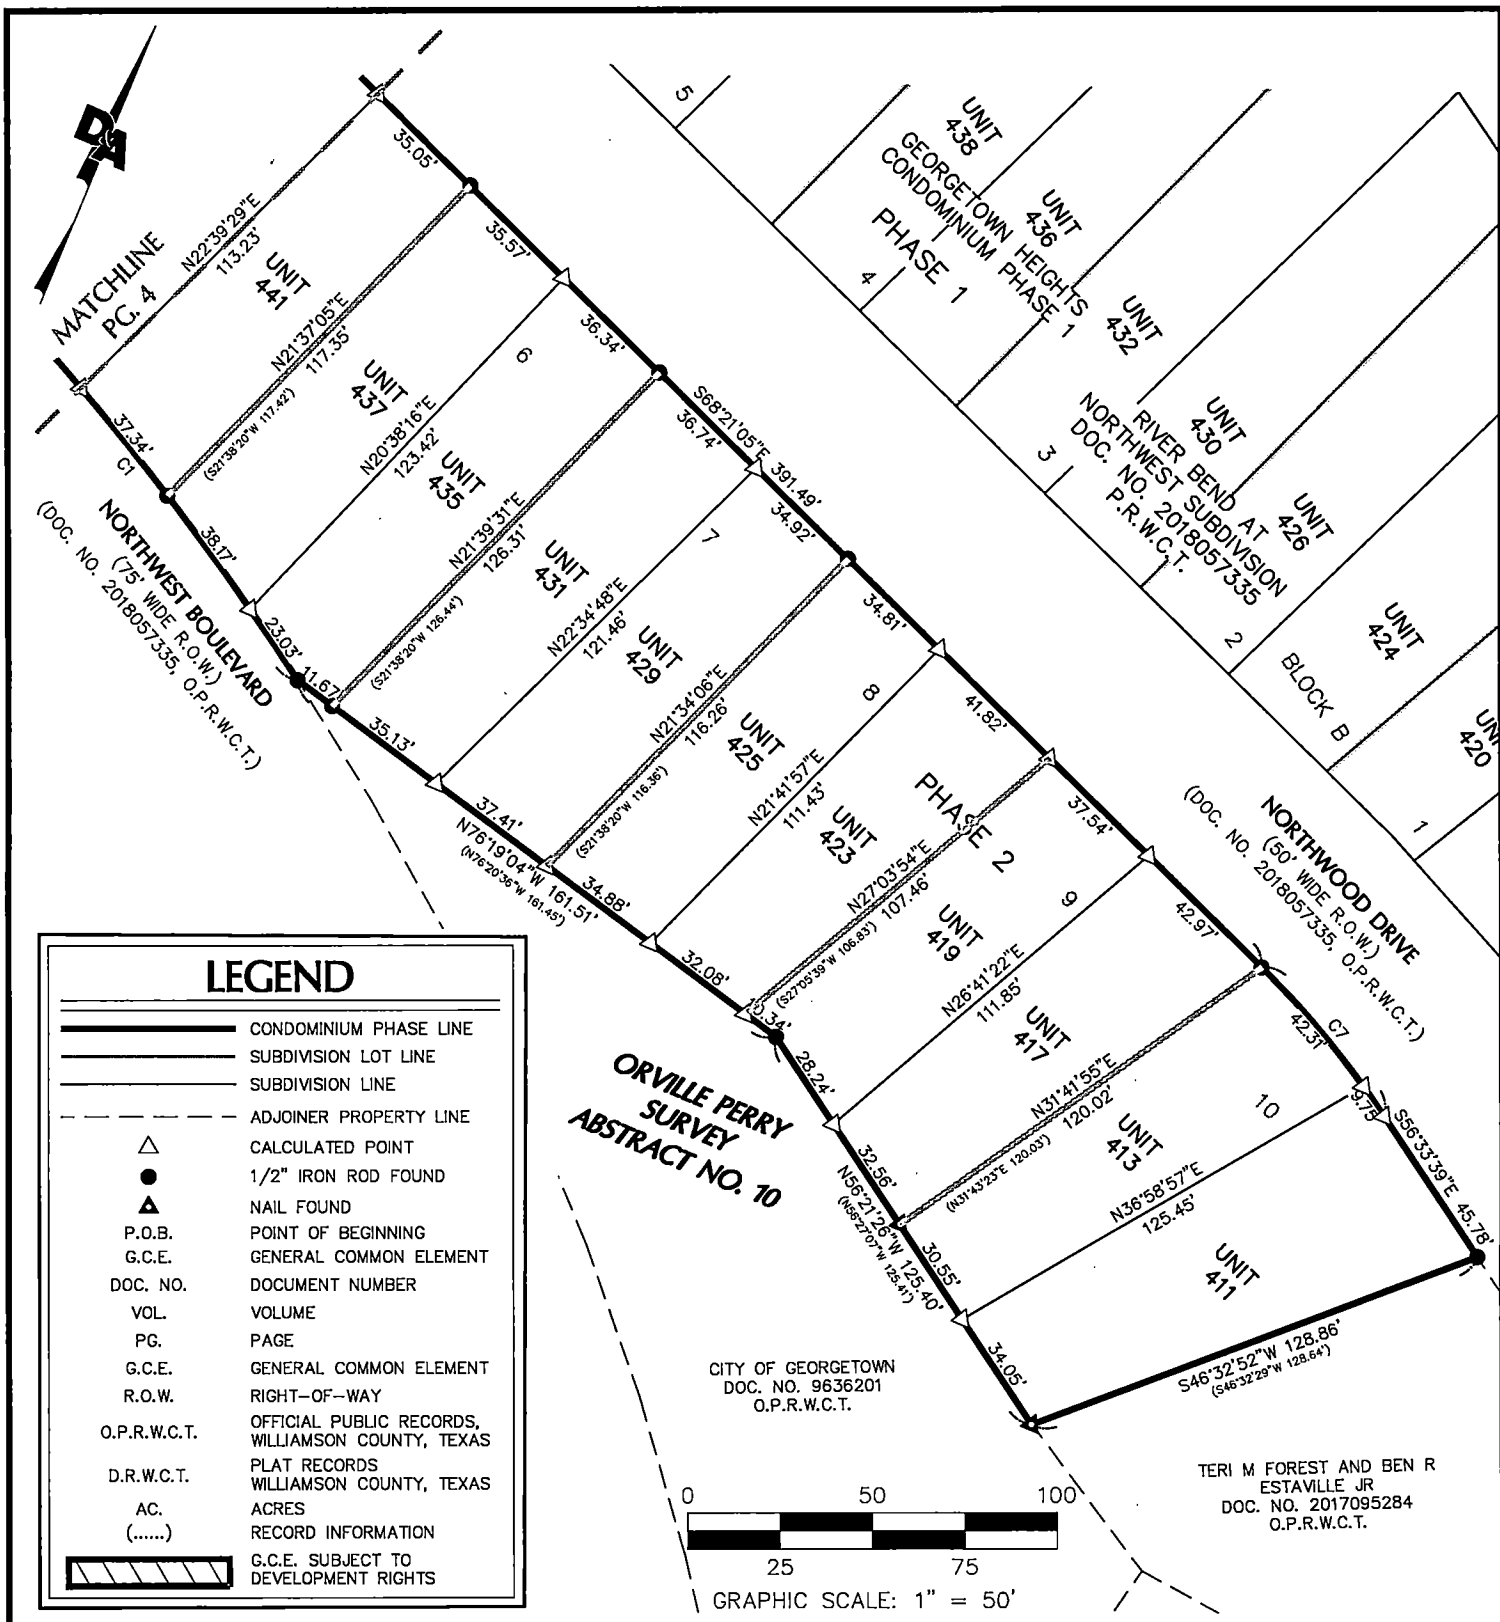 D&A
MATCHLINE
PG. 4
N22°39'29"E
113.23'
UNIT
441
35.05'
35.57'
36.34'
36.74'
S68°21'05"E 391.49'
34.92'
34.81'
41.82'
37.54'
42.97'
42.31'
C7
9.75'
S56°33'39"E 45.78'
37.34'
C1
38.17'
23.03'
11.67'
35.13'
37.41'
N76°19'04"W 161.51'
(N76°20'36"W 161.45')
34.88'
32.08'
0.34'
28.24'
32.56'
N56°21'26"W 125.40'
(N56°27'07"W 125.41')
30.55'
34.05'
N21°37'05"E
117.35'
(S21°38'20"W 117.42')
UNIT
437
6
N20°38'16"E
123.42'
UNIT
435
N21°39'31"E
126.31'
(S21°38'20"W 126.44')
UNIT
431
7
N22°34'48"E
121.46'
UNIT
429
N21°34'06"E
116.26'
(S21°38'20"W 116.36')
UNIT
425
8
N21°41'57"E
111.43'
UNIT
423
PHASE 2
N27°03'54"E
107.46'
(S27°05'39"W 106.83')
UNIT
419
9
N26°41'22"E
111.85'
UNIT
417
N31°41'55"E
120.02'
(N31°43'23"E 120.03')
UNIT
413
10
N36°58'57"E
125.45'
UNIT
411
S46°32'52"W 128.86'
(S46°32'29"W 128.64')
NORTHWEST BOULEVARD
(75' WIDE R.O.W.)
(DOC. NO. 2018057335, O.P.R.W.C.T.)
5
UNIT
438
GEORGETOWN HEIGHTS
CONDOMINIUM PHASE 1
PHASE 1
UNIT
436
4
UNIT
432
UNIT
430
3
RIVER BEND AT
NORTHWEST SUBDIVISION
DOC. NO. 2018057335
P.R.W.C.T.
UNIT
426
2
UNIT
424
BLOCK B
UNI
420
1
NORTHWOOD DRIVE
(50' WIDE R.O.W.)
(DOC. NO. 2018057335, O.P.R.W.C.T.)
ORVILLE PERRY
SURVEY
ABSTRACT NO. 10
CITY OF GEORGETOWN
DOC. NO. 9636201
O.P.R.W.C.T.
TERI M FOREST AND BEN R
ESTAVILLE JR
DOC. NO. 2017095284
O.P.R.W.C.T.
LEGEND
CONDOMINIUM PHASE LINE
SUBDIVISION LOT LINE
SUBDIVISION LINE
ADJOINER PROPERTY LINE
CALCULATED POINT
1/2" IRON ROD FOUND
NAIL FOUND
P.O.B. POINT OF BEGINNING
G.C.E. GENERAL COMMON ELEMENT
DOC. NO. DOCUMENT NUMBER
VOL. VOLUME
PG. PAGE
G.C.E. GENERAL COMMON ELEMENT
R.O.W. RIGHT-OF-WAY
O.P.R.W.C.T. OFFICIAL PUBLIC RECORDS,
WILLIAMSON COUNTY, TEXAS
D.R.W.C.T. PLAT RECORDS
WILLIAMSON COUNTY, TEXAS
AC. ACRES
(......) RECORD INFORMATION
G.C.E. SUBJECT TO
DEVELOPMENT RIGHTS
0 50 100
25 75
GRAPHIC SCALE: 1" = 50'